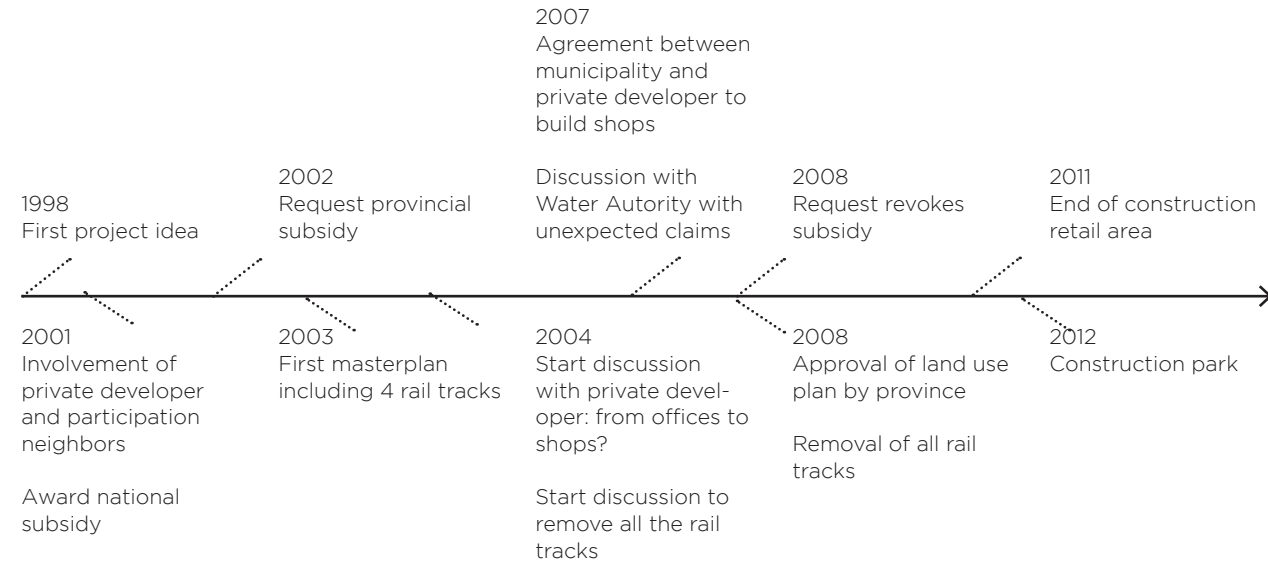 1998
First project idea
2001
Involvement of
private developer
and participation
neighbors
Award national
subsidy
2002
Request provincial
subsidy
2003
First masterplan
including 4 rail tracks
2004
Start discussion
with private devel-
oper: from offices to
shops?
Start discussion to
remove all the rail
tracks
2007
Agreement between
municipality and
private developer to
build shops
Discussion with
Water Autority with
unexpected claims
2008
Request revokes
subsidy
2008
Approval of land use
plan by province
Removal of all rail
tracks
2011
End of construction
retail area
2012
Construction park